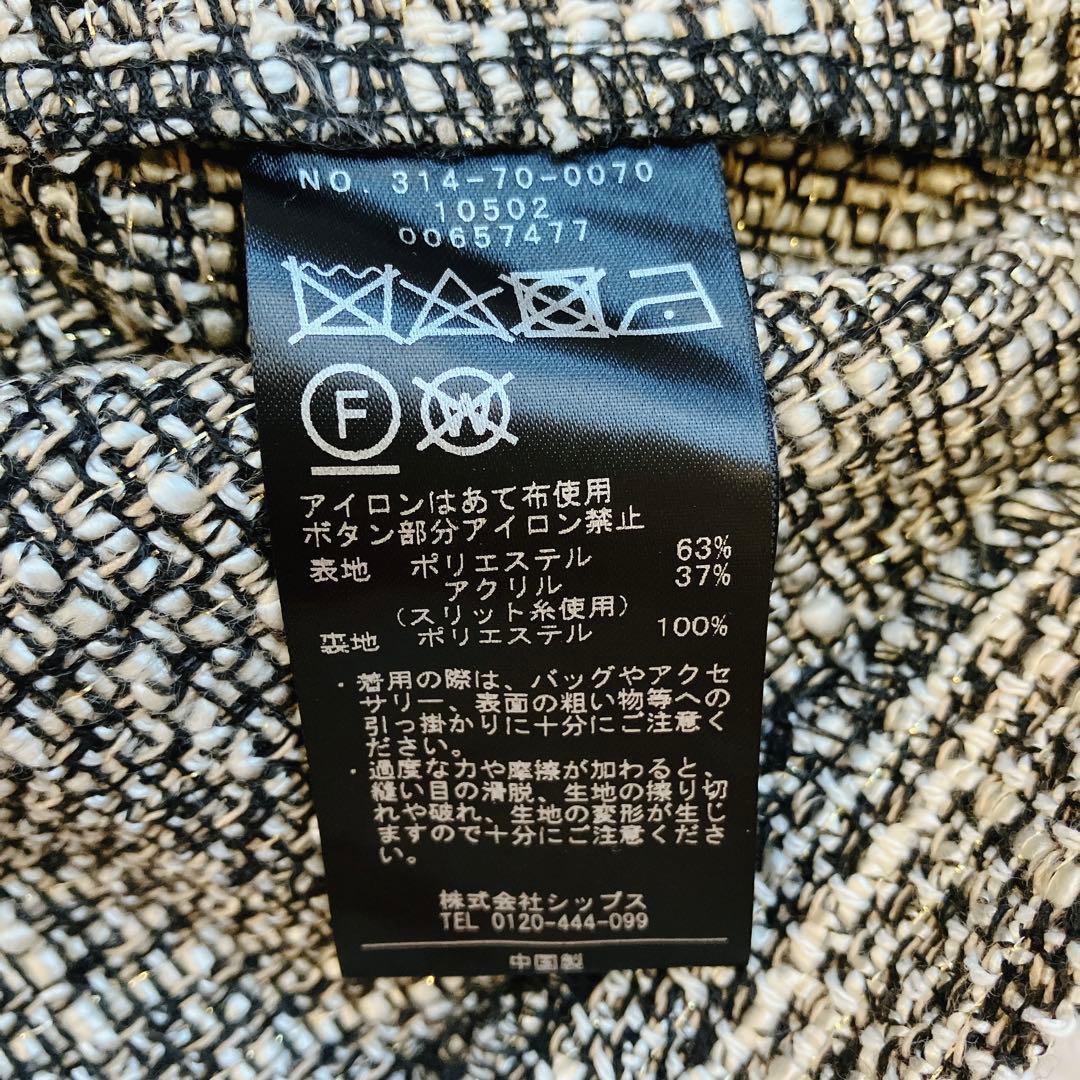 NO. 314-70-0070
10502
00657477
F
W
アイロンはあて布使用
ボタン部分アイロン禁止
表地 ポリエステル 63%
アクリル 37%
(スリット糸使用)
裏地 ポリエステル 100%
・着用の際は、バッグやアクセ
サリー、表面の粗い物等への
引っ掛かりに十分にご注意く
ださい。
・過度な力や摩擦が加わると、
縫い目の滑脱、生地の擦り切
れや破れ、生地の変形が生じ
ますので十分にご注意くださ
い。
株式会社シップス
TEL 0120-444-099
中国製